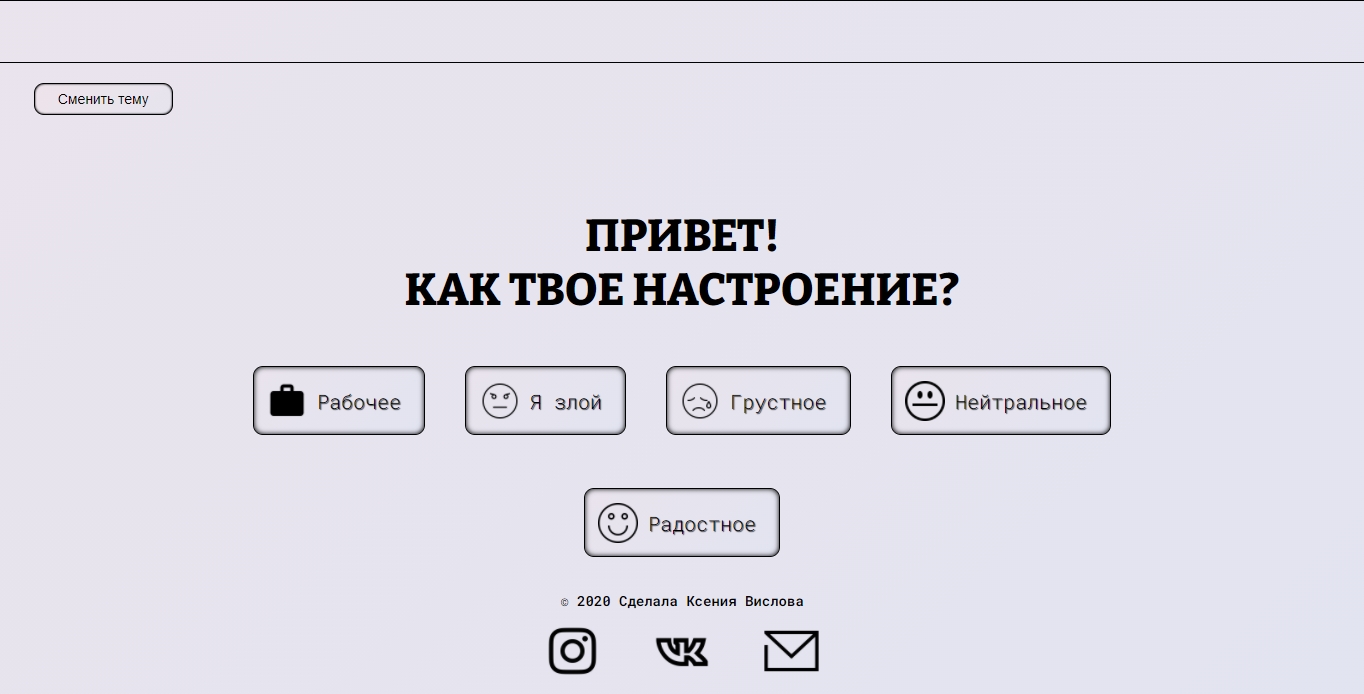 Сменить тему
ПРИВЕТ!
КАК ТВОЕ НАСТРОЕНИЕ?
Рабочее
Я злой
Грустное
Нейтральное
Радостное
© 2020 Сделала Ксения Вислова